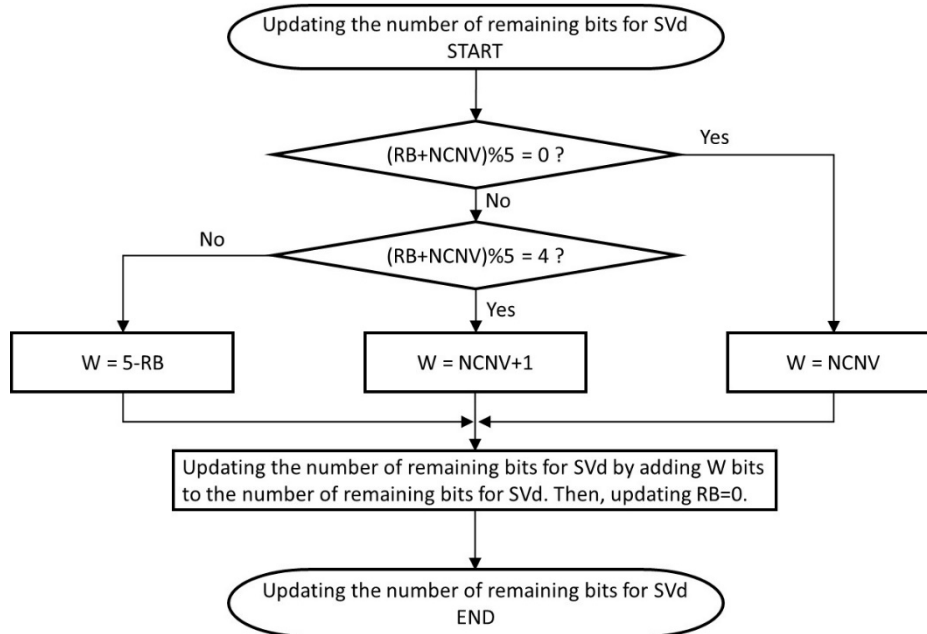 Updating the number of remaining bits for SVd
START
(RB+NCNV)%5 = 0 ?
Yes
No
(RB+NCNV)%5 = 4 ?
No
Yes
W = 5-RB
W = NCNV+1
W = NCNV
Updating the number of remaining bits for SVd by adding W bits
to the number of remaining bits for SVd. Then, updating RB=0.
Updating the number of remaining bits for SVd
END